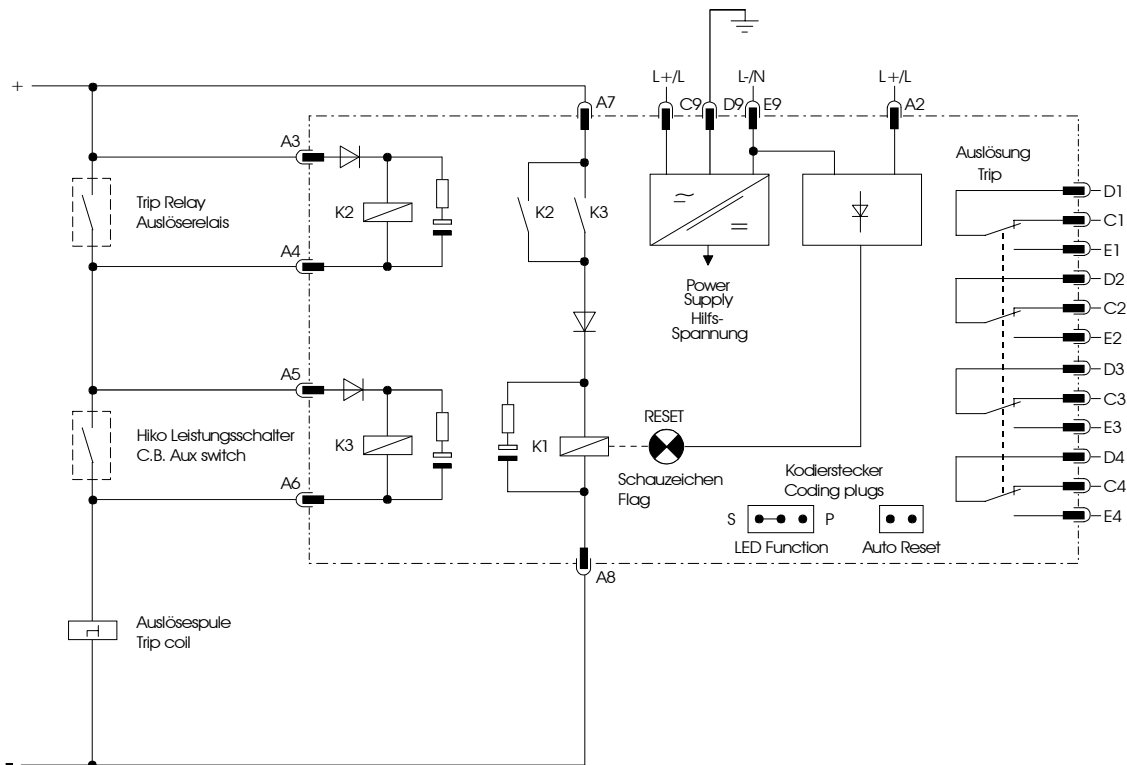 +
A7
L+/L
C9
D9
L-/N
E9
L+/L
A2
A3
Trip Relay
Auslöserelais
K2
K2
K3
A4
Power
Supply
Hilfs-
Spannung
Auslösung
Trip
D1
C1
E1
D2
C2
E2
D3
C3
E3
D4
C4
E4
A5
Hiko Leistungsschalter
C.B. Aux switch
K3
A6
K1
RESET
Schauzeichen
Flag
Kodierstecker
Coding plugs
S
P
LED Function
Auto Reset
A8
Auslösespule
Trip coil
-